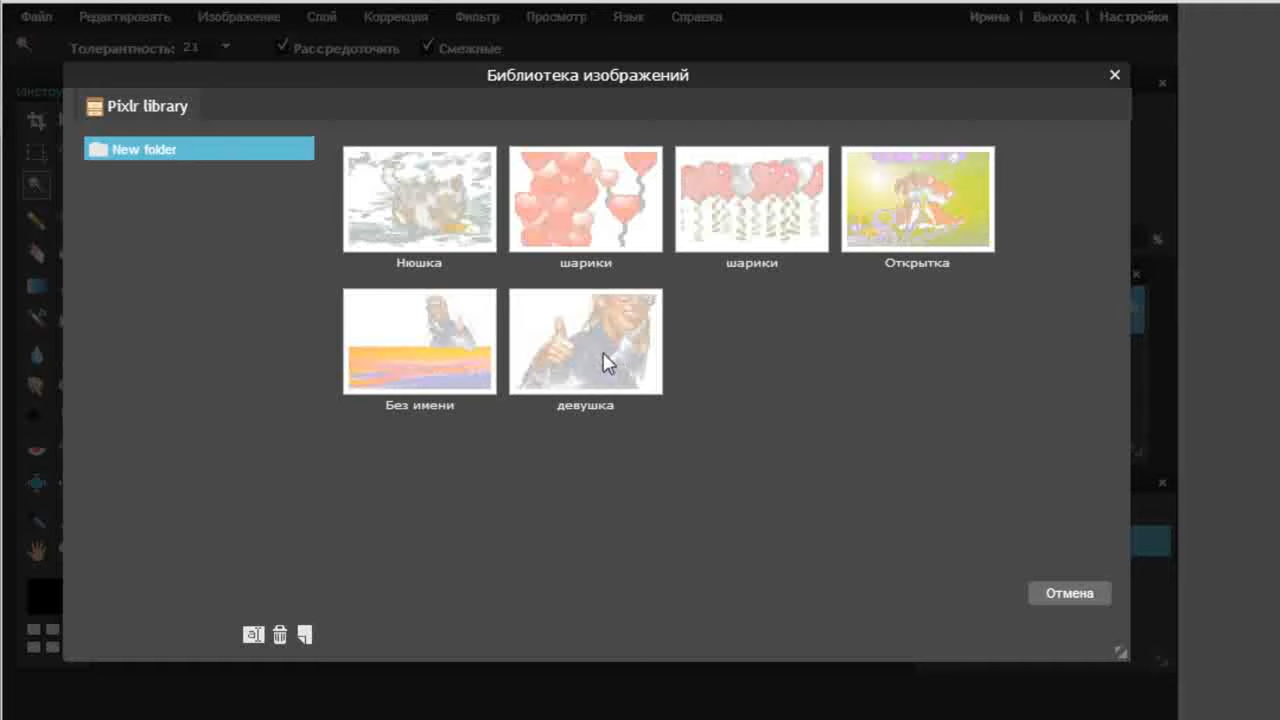 Файл Редактировать Изображение Слой Коррекция Фильтр Просмотр Язык Справка Ирина | Выход | Настройки
Толерантность: 21 Рассредоточить Смежные
Библиотека изображений
Инстру
Pixlr library
New folder
%
Нюшка шарики шарики Открытка
Без имени девушка
Отмена